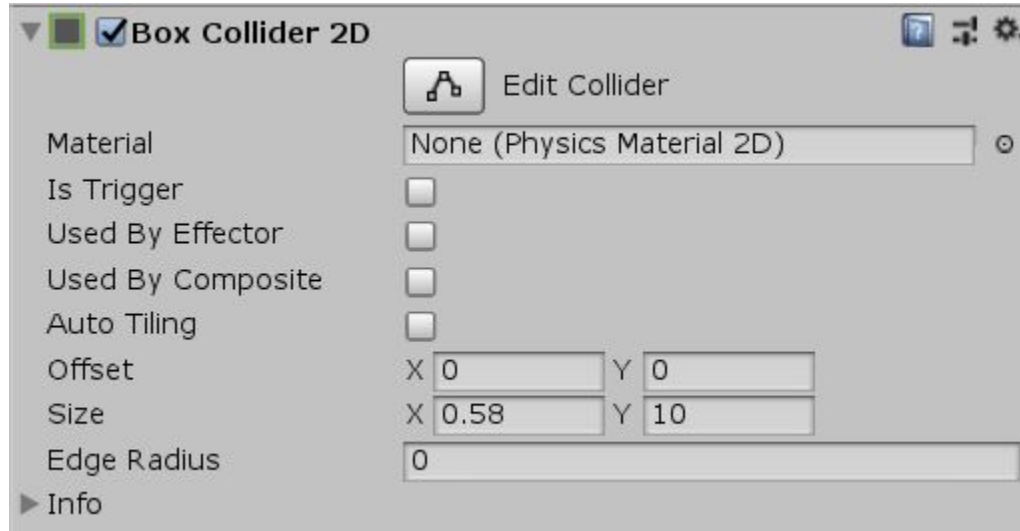 Box Collider 2D
Edit Collider
Material None (Physics Material 2D)
Is Trigger
Used By Effector
Used By Composite
Auto Tiling
Offset X 0 Y 0
Size X 0.58 Y 10
Edge Radius 0
Info